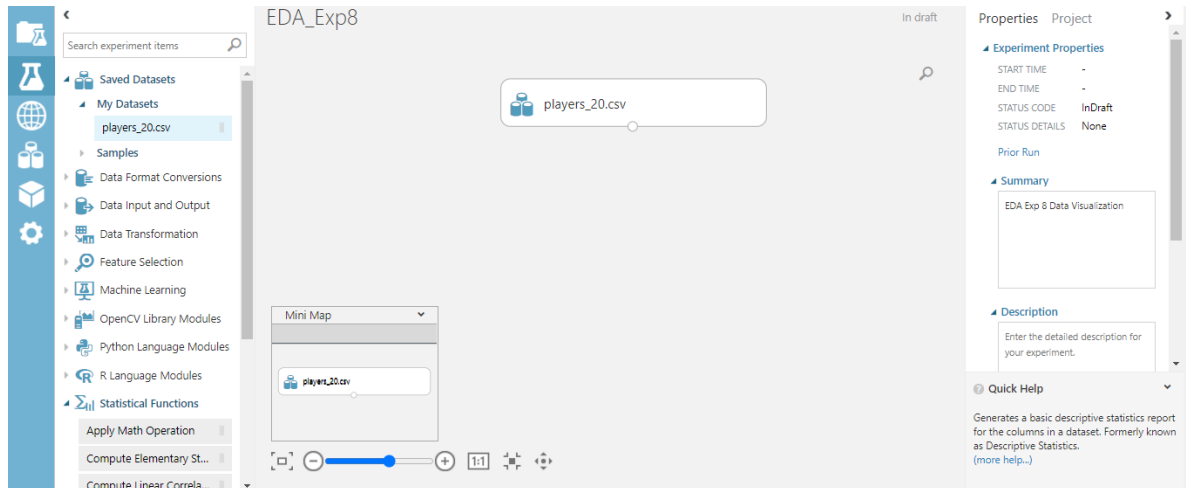 EDA_Exp8
In draft
Properties Project
Search experiment items
Saved Datasets
My Datasets
players_20.csv
Samples
Data Format Conversions
Data Input and Output
Data Transformation
Feature Selection
Machine Learning
OpenCV Library Modules
Python Language Modules
R Language Modules
Statistical Functions
Apply Math Operation
Compute Elementary St...
Compute Linear Correla...
players_20.csv
Mini Map
players_20.csv
1:1
Experiment Properties
START TIME -
END TIME -
STATUS CODE InDraft
STATUS DETAILS None
Prior Run
Summary
EDA Exp 8 Data Visualization
Description
Enter the detailed description for
your experiment.
Quick Help
Generates a basic descriptive statistics report
for the columns in a dataset. Formerly known
as Descriptive Statistics.
(more help...)